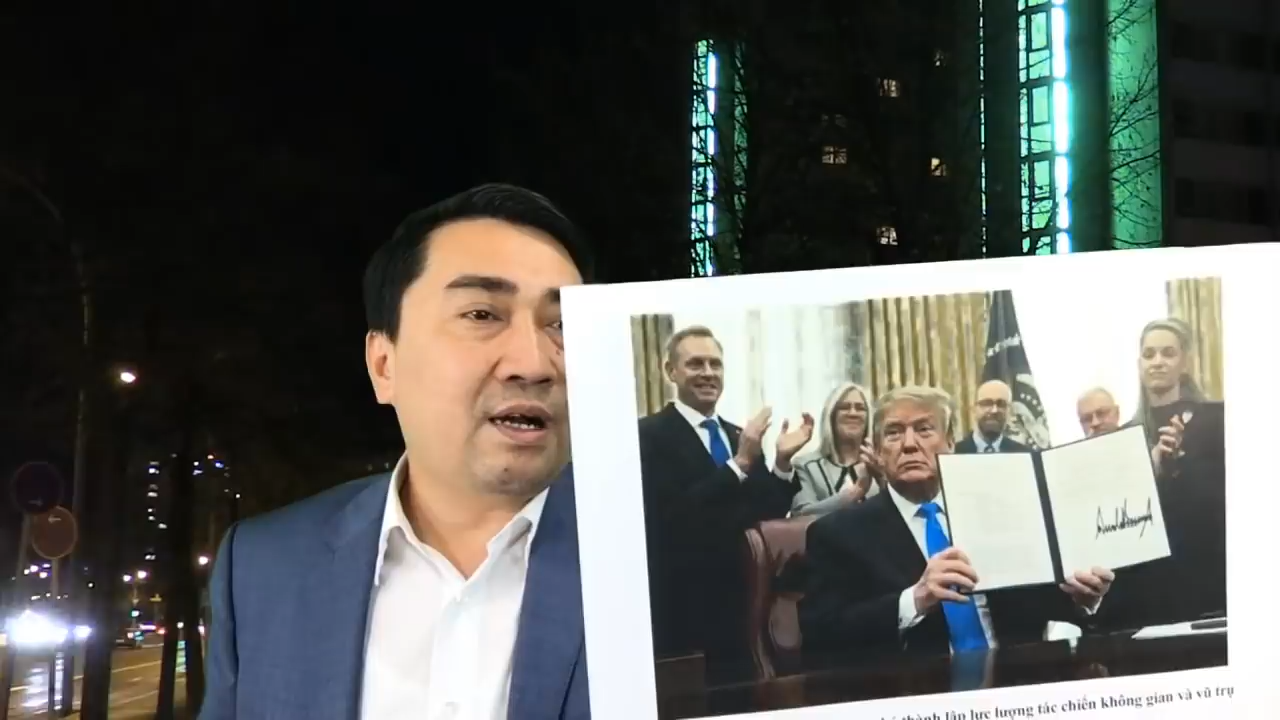 thành lập lực lượng tác chiến không gian và vũ trụ